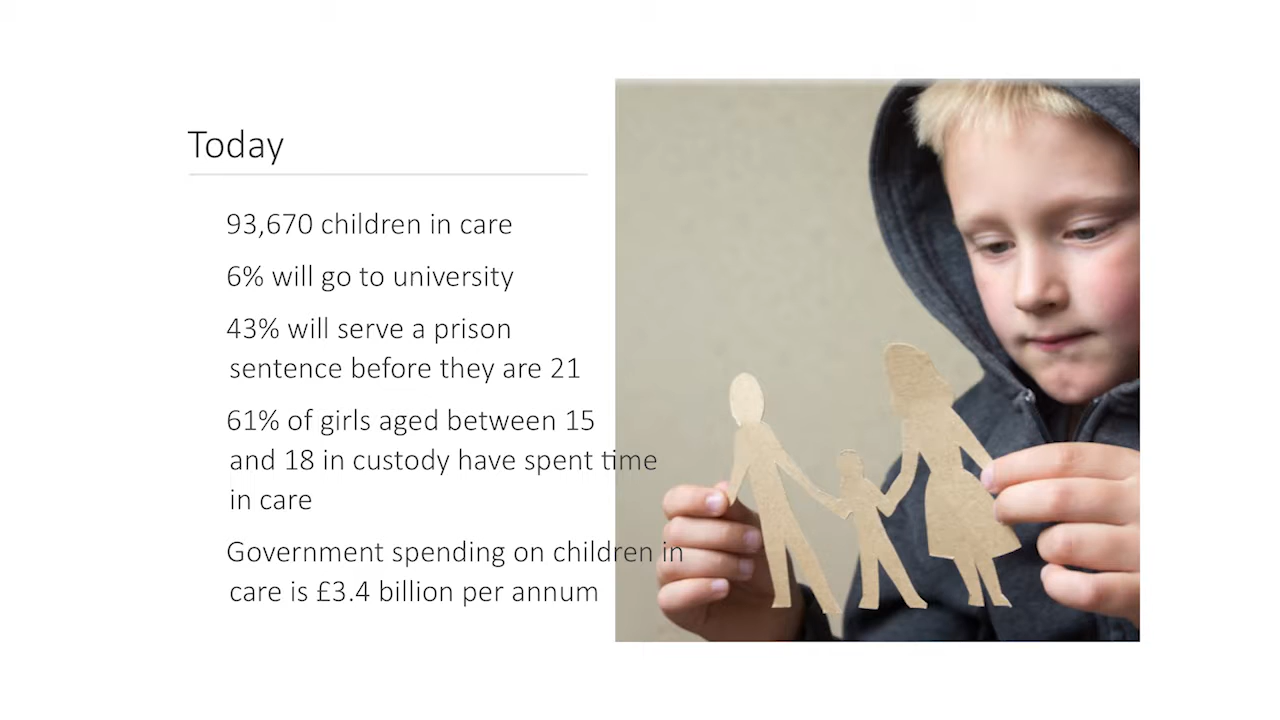 Today
93,670 children in care
6% will go to university
43% will serve a prison
sentence before they are 21
61% of girls aged between 15
and 18 in custody have spent time
in care
Government spending on children in
care is £3.4 billion per annum